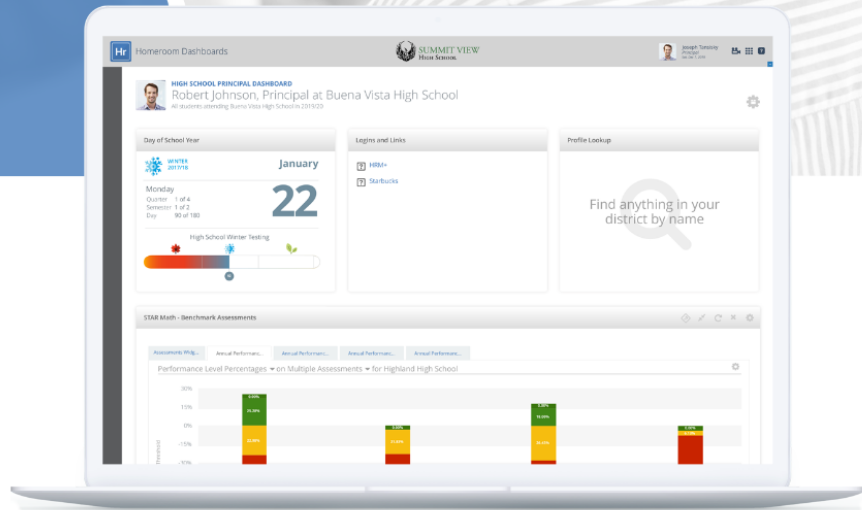 Hr Homeroom Dashboards
SUMMIT VIEW
HIGH SCHOOL
Joseph Tansbury
Principal
HIGH SCHOOL PRINCIPAL DASHBOARD
Robert Johnson, Principal at Buena Vista High School
All students attending Buena Vista High School in 2019/20
Day of School Year
Logins and Links
Profile Lookup
WINTER
2017/18
January
22
Monday
Quarter 1 of 4
Semester 1 of 2
Day 90 of 180
High School Winter Testing
HRM+
Starbucks
Find anything in your
district by name
STAR Math - Benchmark Assessments
Assessments Widg...
Annual Performanc...
Annual Performanc...
Annual Performanc...
Annual Performanc...
Performance Level Percentages on Multiple Assessments for Highland High School
30%
15%
0%
-15%
-30%